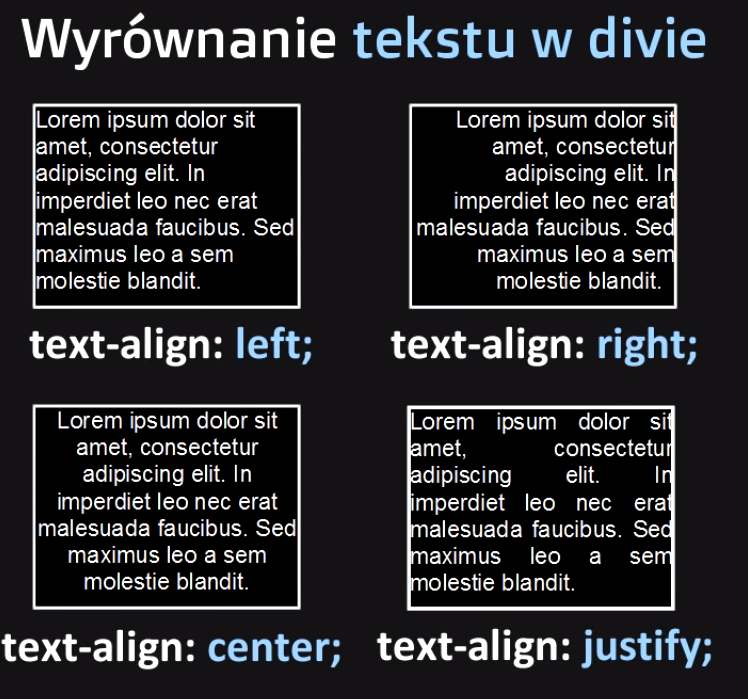 Wyrównanie tekstu w divie
Lorem ipsum dolor sit
amet, consectetur
adipiscing elit. In
imperdiet leo nec erat
malesuada faucibus. Sed
maximus leo a sem
molestie blandit.
text-align: left;
Lorem ipsum dolor sit
amet, consectetur
adipiscing elit. In
imperdiet leo nec erat
malesuada faucibus. Sed
maximus leo a sem
molestie blandit.
text-align: right;
Lorem ipsum dolor sit
amet, consectetur
adipiscing elit. In
imperdiet leo nec erat
malesuada faucibus. Sed
maximus leo a sem
molestie blandit.
text-align: center;
Lorem ipsum dolor sit
amet, consectetur
adipiscing elit. In
imperdiet leo nec erat
malesuada faucibus. Sed
maximus leo a sem
molestie blandit.
text-align: justify;